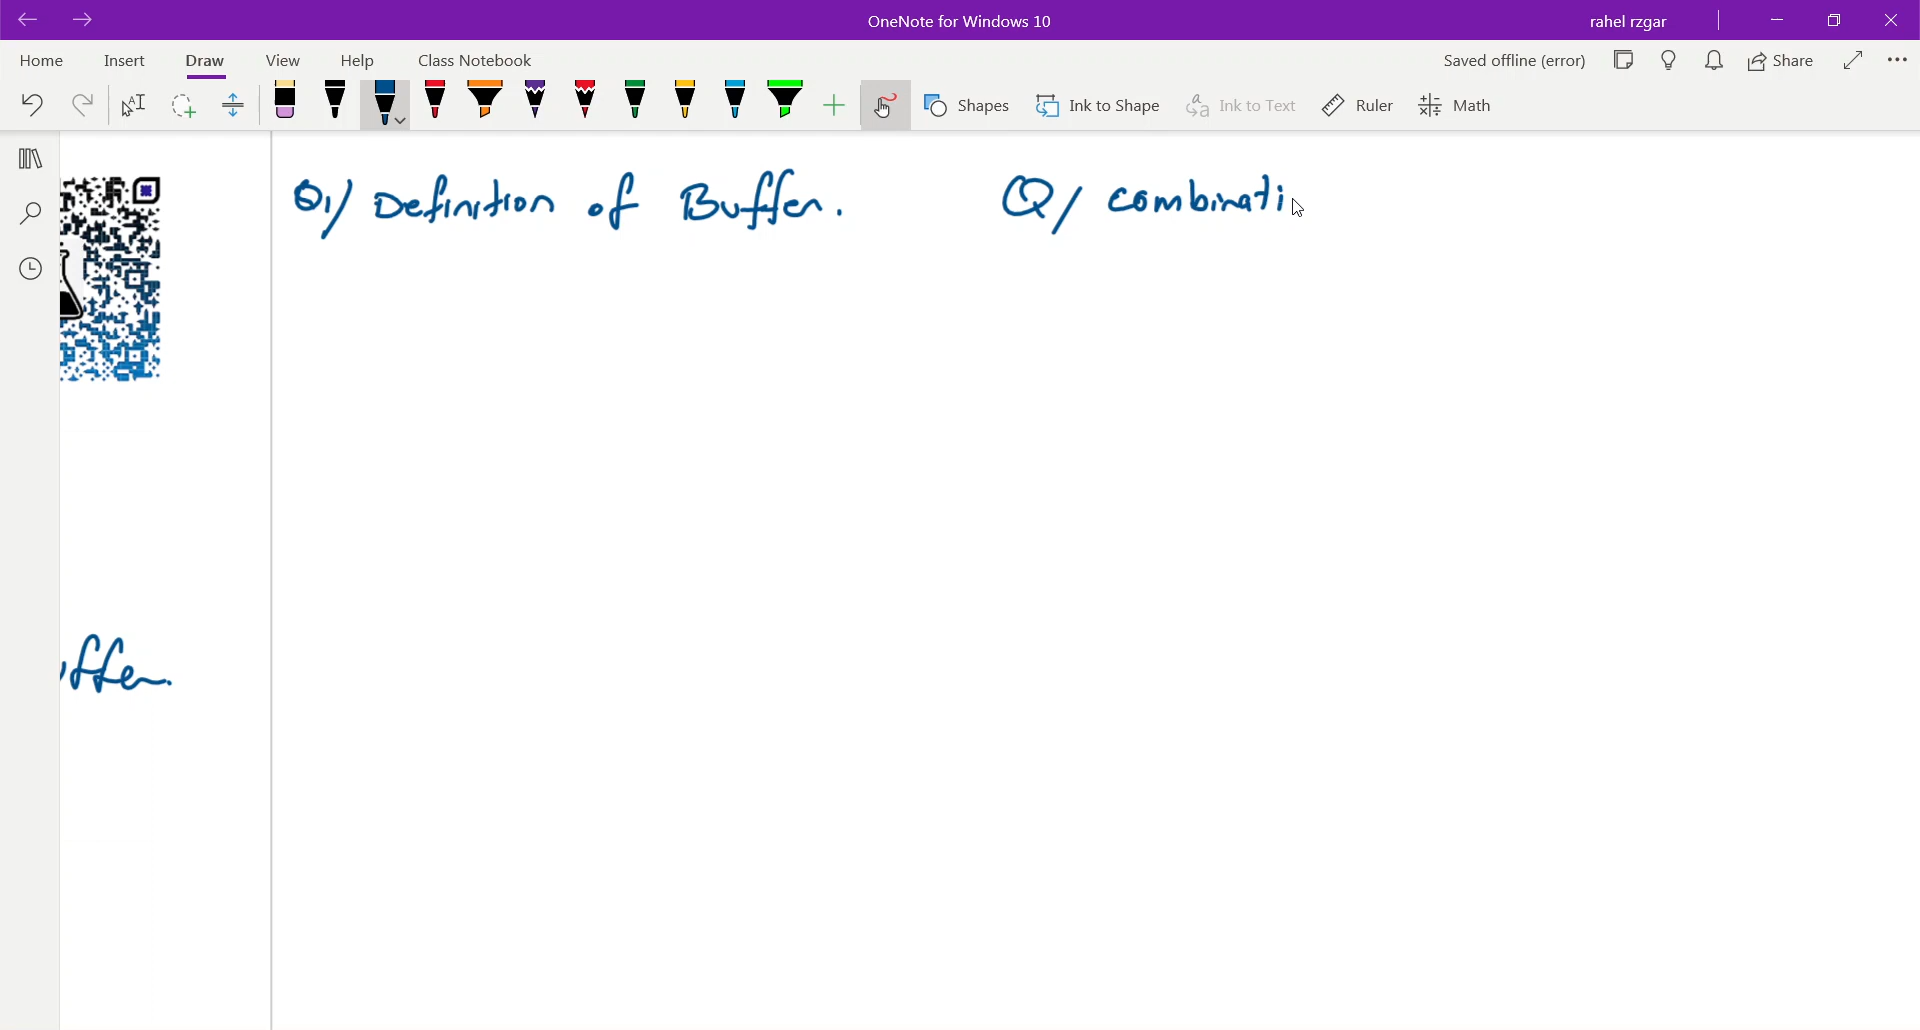 OneNote for Windows 10
rahel rzgar
Home Insert Draw View Help Class Notebook
Saved offline (error) Share
Shapes Ink to Shape Ink to Text Ruler Math
Q1/ Definition of Buffer. Q/ combinati
uffer.